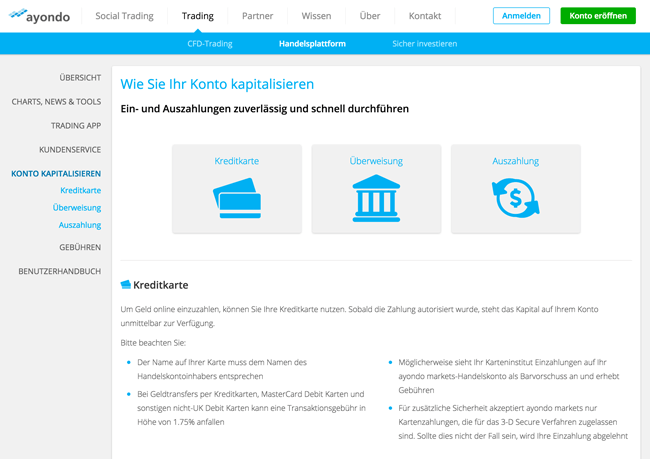 ayondo
Social Trading
Trading
Partner
Wissen
Über
Kontakt
Anmelden
Konto eröffnen
CFD-Trading
Handelsplattform
Sicher investieren
ÜBERSICHT
CHARTS, NEWS & TOOLS
TRADING APP
KUNDENSERVICE
KONTO KAPITALISIEREN
Kreditkarte
Überweisung
Auszahlung
GEBÜHREN
BENUTZERHANDBUCH
Wie Sie Ihr Konto kapitalisieren
Ein- und Auszahlungen zuverlässig und schnell durchführen
Kreditkarte
Überweisung
Auszahlung
$
Kreditkarte
Um Geld online einzuzahlen, können Sie Ihre Kreditkarte nutzen. Sobald die Zahlung autorisiert wurde, steht das Kapital auf Ihrem Konto
unmittelbar zur Verfügung.
Bitte beachten Sie:
Der Name auf Ihrer Karte muss dem Namen des
Handelskontoinhabers entsprechen
Bei Geldtransfers per Kreditkarten, MasterCard Debit Karten und
sonstigen nicht-UK Debit Karten kann eine Transaktionsgebühr in
Höhe von 1.75% anfallen
Möglicherweise sieht Ihr Karteninstitut Einzahlungen auf Ihr
ayondo markets-Handelskonto als Barvorschuss an und erhebt
Gebühren
Für zusätzliche Sicherheit akzeptiert ayondo markets nur
Kartenzahlungen, die für das 3-D Secure Verfahren zugelassen
sind. Sollte dies nicht der Fall sein, wird Ihre Einzahlung abgelehnt